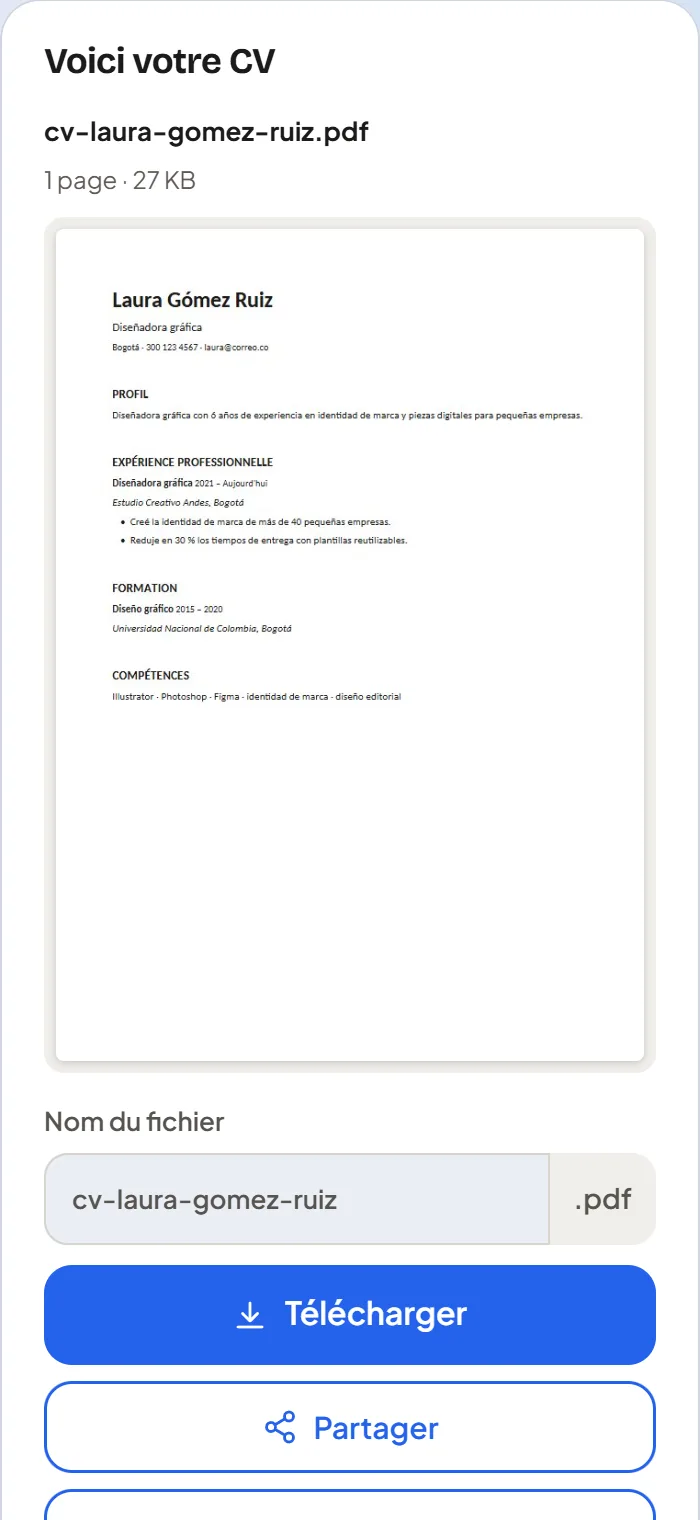 Voici votre CV
cv-laura-gomez-ruiz.pdf
1 page · 27 KB
Laura Gómez Ruiz
Diseñadora gráfica
Bogotá · 300 123 4567 · laura@correo.co
PROFIL
Diseñadora gráfica con 6 años de experiencia en identidad de marca y piezas digitales para pequeñas empresas.
EXPÉRIENCE PROFESSIONNELLE
Diseñadora gráfica 2021 – Aujourd'hui
Estudio Creativo Andes, Bogotá
• Creé la identidad de marca de más de 40 pequeñas empresas.
• Reduje en 30 % los tiempos de entrega con plantillas reutilizables.
FORMATION
Diseño gráfico 2015 – 2020
Universidad Nacional de Colombia, Bogotá
COMPÉTENCES
Illustrator · Photoshop · Figma · identidad de marca · diseño editorial
Nom du fichier
cv-laura-gomez-ruiz .pdf
Télécharger
Partager